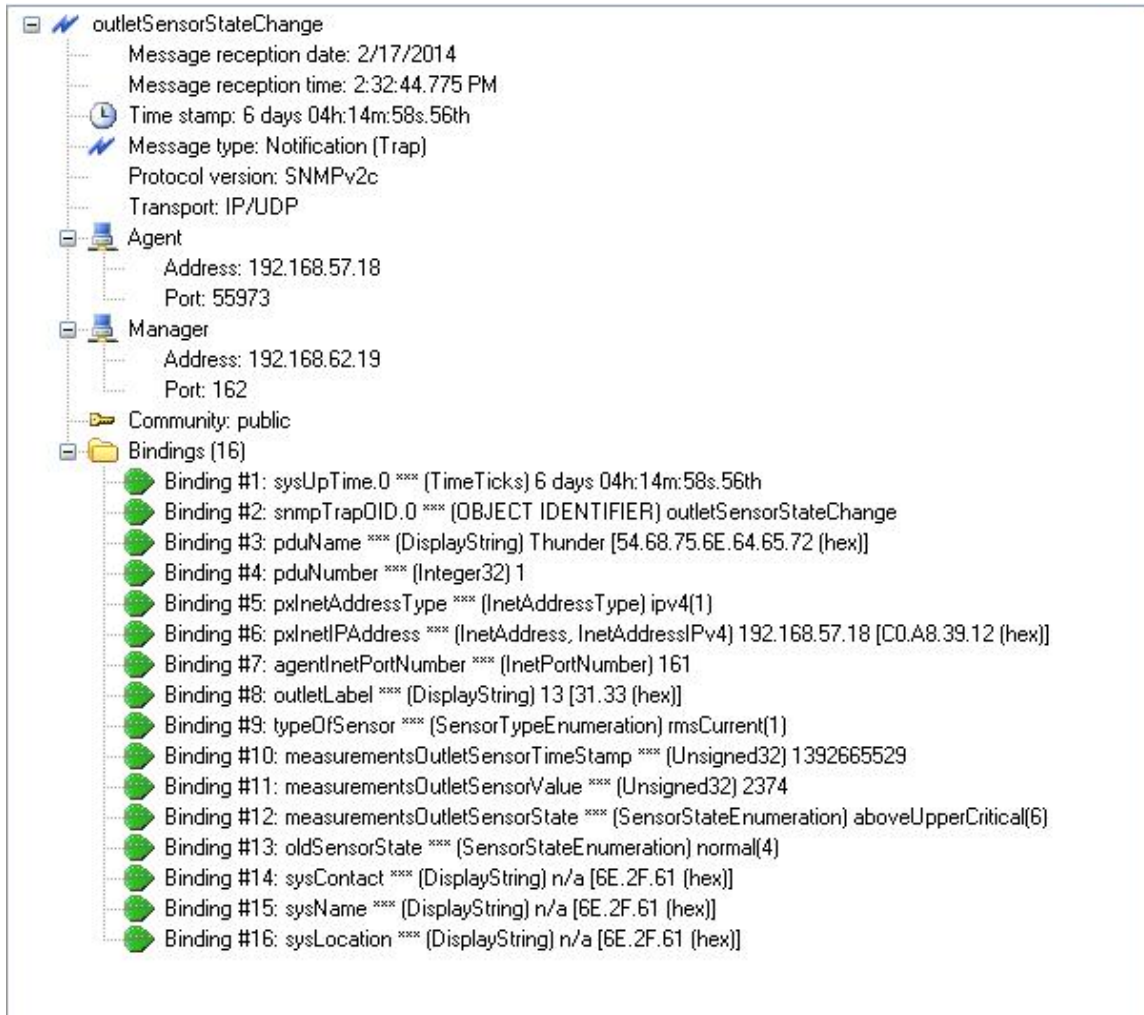 outletSensorStateChange
Message reception date: 2/17/2014
Message reception time: 2:32:44.775 PM
Time stamp: 6 days 04h:14m:58s.56th
Message type: Notification (Trap)
Protocol version: SNMPv2c
Transport: IP/UDP
Agent
Address: 192.168.57.18
Port: 55973
Manager
Address: 192.168.62.19
Port: 162
Community: public
Bindings (16)
Binding #1: sysUpTime.0 *** (TimeTicks) 6 days 04h:14m:58s.56th
Binding #2: snmpTrapOID.0 *** (OBJECT IDENTIFIER) outletSensorStateChange
Binding #3: pduName *** (DisplayString) Thunder [54.68.75.6E.64.65.72 (hex)]
Binding #4: pduNumber *** (Integer32) 1
Binding #5: pxInetAddressType *** (InetAddressType) ipv4(1)
Binding #6: pxInetIPAddress *** (InetAddress, InetAddressIPv4) 192.168.57.18 [C0.A8.39.12 (hex)]
Binding #7: agentInetPortNumber *** (InetPortNumber) 161
Binding #8: outletLabel *** (DisplayString) 13 [31.33 (hex)]
Binding #9: typeOfSensor *** (SensorTypeEnumeration) rmsCurrent(1)
Binding #10: measurementsOutletSensorTimeStamp *** (Unsigned32) 1392665529
Binding #11: measurementsOutletSensorValue *** (Unsigned32) 2374
Binding #12: measurementsOutletSensorState *** (SensorStateEnumeration) aboveUpperCritical(6)
Binding #13: oldSensorState *** (SensorStateEnumeration) normal(4)
Binding #14: sysContact *** (DisplayString) n/a [6E.2F.61 (hex)]
Binding #15: sysName *** (DisplayString) n/a [6E.2F.61 (hex)]
Binding #16: sysLocation *** (DisplayString) n/a [6E.2F.61 (hex)]